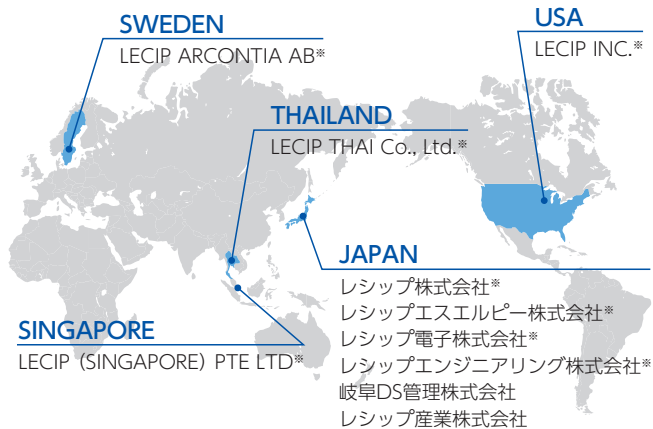 SWEDEN
LECIP ARCONTIA AB※
USA
LECIP INC.※
THAILAND
LECIP THAI Co., Ltd.※
JAPAN
レシップ株式会社※
レシップエスエルピー株式会社※
レシップ電子株式会社※
レシップエンジニアリング株式会社※
岐阜DS管理株式会社
レシップ産業株式会社
SINGAPORE
LECIP（SINGAPORE）PTE LTD※